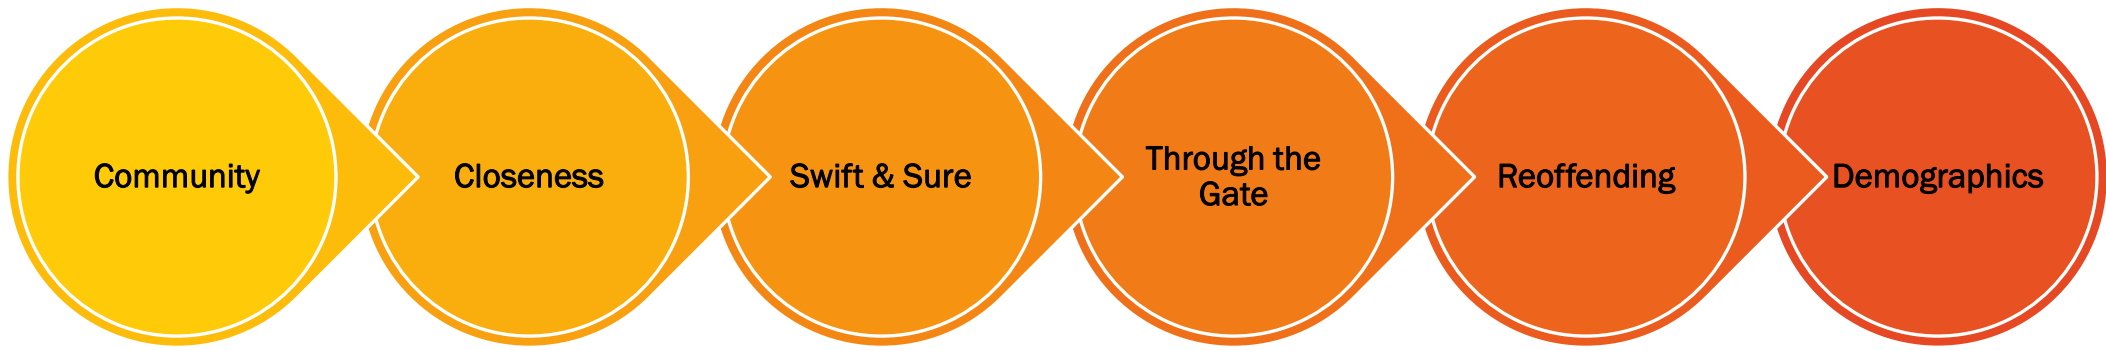 Community
Closeness
Swift & Sure
Through the
Gate
Reoffending
Demographics